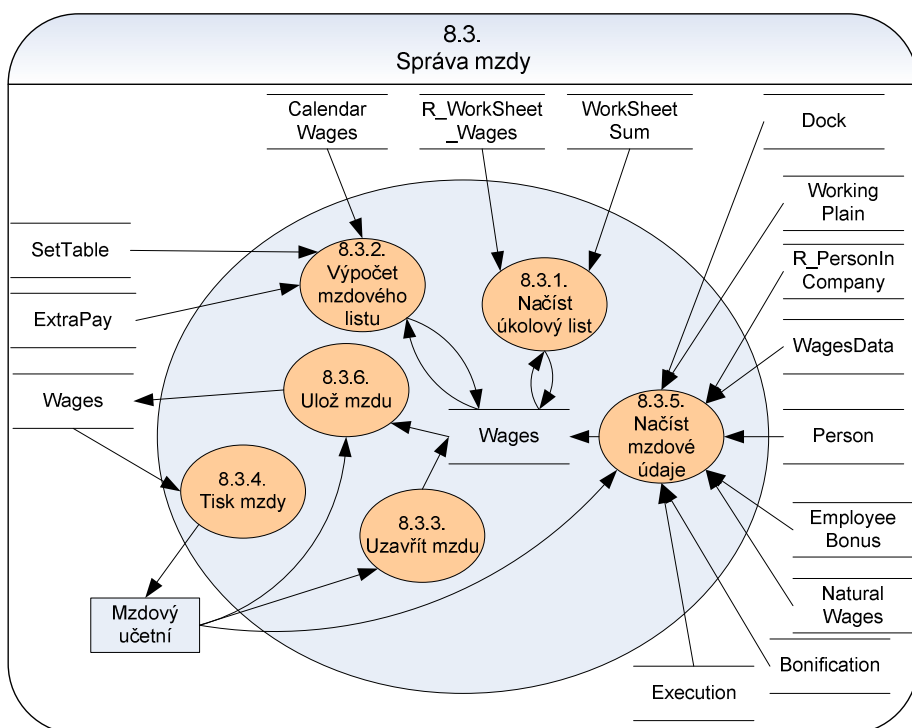 8.3.
Správa mzdy
Calendar
Wages
R_WorkSheet
_Wages
WorkSheet
Sum
Dock
Working
Plain
R_PersonIn
Company
WagesData
Person
Employee
Bonus
Natural
Wages
Bonification
Execution
SetTable
ExtraPay
Wages
8.3.2.
Výpočet
mzdového
listu
8.3.1.
Načíst
úkolový list
8.3.6.
Ulož mzdu
Wages
8.3.5.
Načíst
mzdové
údaje
8.3.4.
Tisk mzdy
8.3.3.
Uzavřít mzdu
Mzdový
učetní